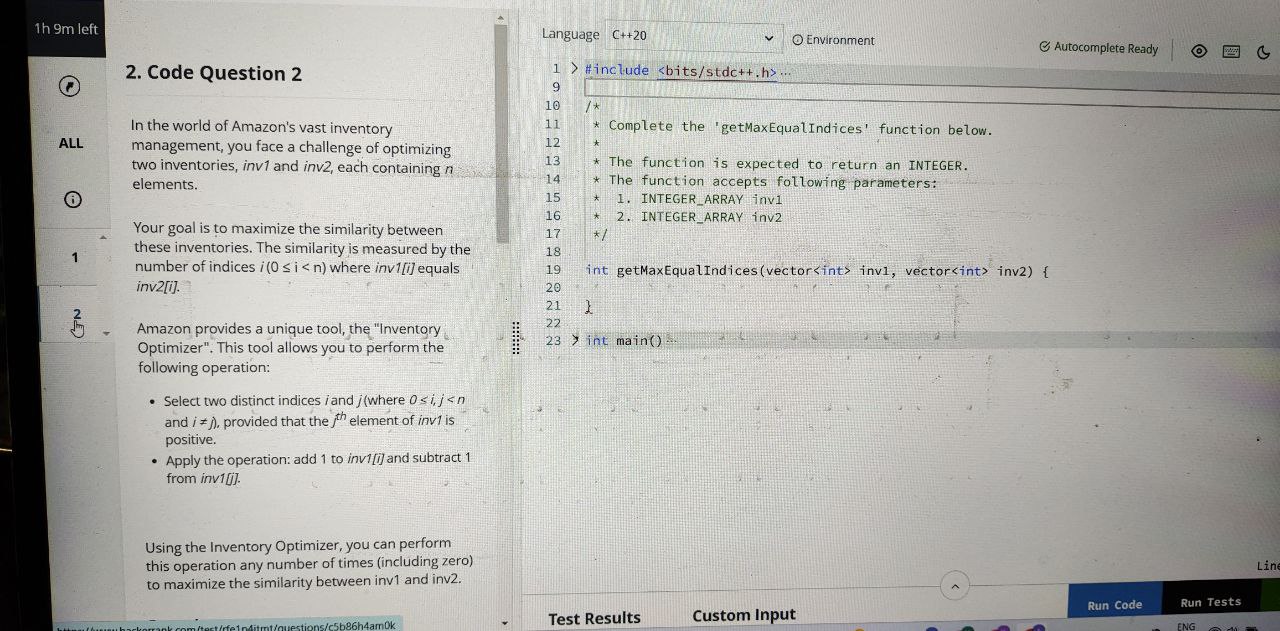 1h 9m left
ALL
1
2
2. Code Question 2
In the world of Amazon's vast inventory
management, you face a challenge of optimizing
two inventories, inv1 and inv2, each containing n
elements.
Your goal is to maximize the similarity between
these inventories. The similarity is measured by the
number of indices i (0 ≤ i < n) where inv1[i] equals
inv2[i].
Amazon provides a unique tool, the "Inventory
Optimizer". This tool allows you to perform the
following operation:
• Select two distinct indices i and j (where 0 ≤ i, j < n
and i ≠ j), provided that the jth element of inv1 is
positive.
• Apply the operation: add 1 to inv1[i] and subtract 1
from inv1[j].
Using the Inventory Optimizer, you can perform
this operation any number of times (including zero)
to maximize the similarity between inv1 and inv2.
Language C++20 Environment Autocomplete Ready
1 #include <bits/stdc++.h>...
9
10 /*
11 * Complete the 'getMaxEqualIndices' function below.
12 *
13 * The function is expected to return an INTEGER.
14 * The function accepts following parameters:
15 * 1. INTEGER_ARRAY inv1
16 * 2. INTEGER_ARRAY inv2
17 */
18
19 int getMaxEqualIndices(vector<int> inv1, vector<int> inv2) {
20
21 }
22
23 int main()
Line
Test Results Custom Input Run Code Run Tests
ENG